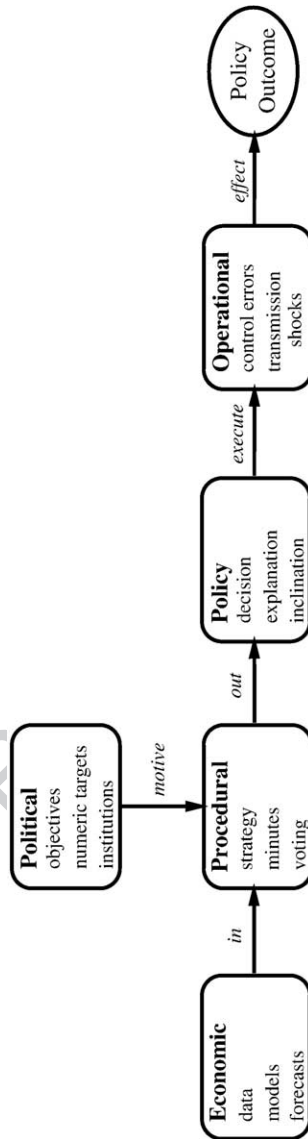 Political
objectives
numeric targets
institutions
motive
Economic
data
models
forecasts
in
Procedural
strategy
minutes
voting
out
Policy
decision
explanation
inclination
execute
Operational
control errors
transmission
shocks
effect
Policy
Outcome